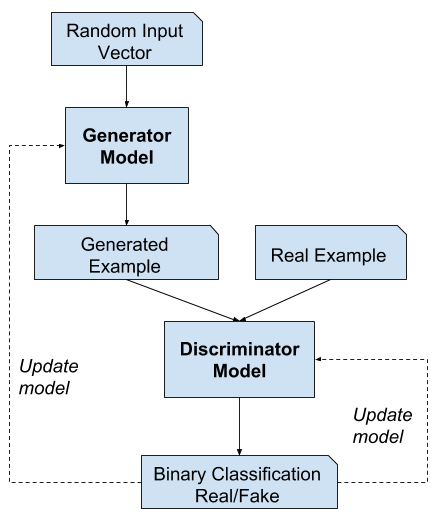 Random Input
Vector
Generator
Model
Generated
Example
Real Example
Discriminator
Model
Update
model
Update
model
Binary Classification
Real/Fake